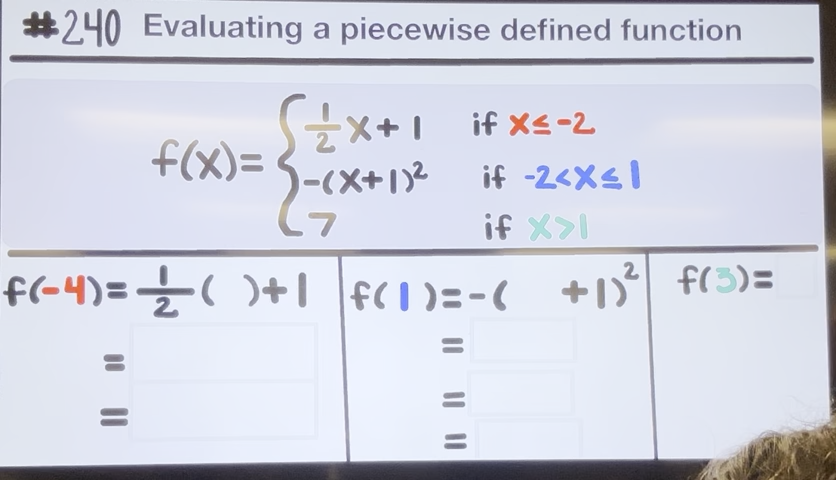 #240 Evaluating a piecewise defined function
f(x)= { 1/2 x+1 if x≤-2
-(x+1)² if -2<x≤1
7 if x>1
f(-4)= 1/2 ( )+1
=
=
f(1)=-( +1)²
=
=
=
f(3)=